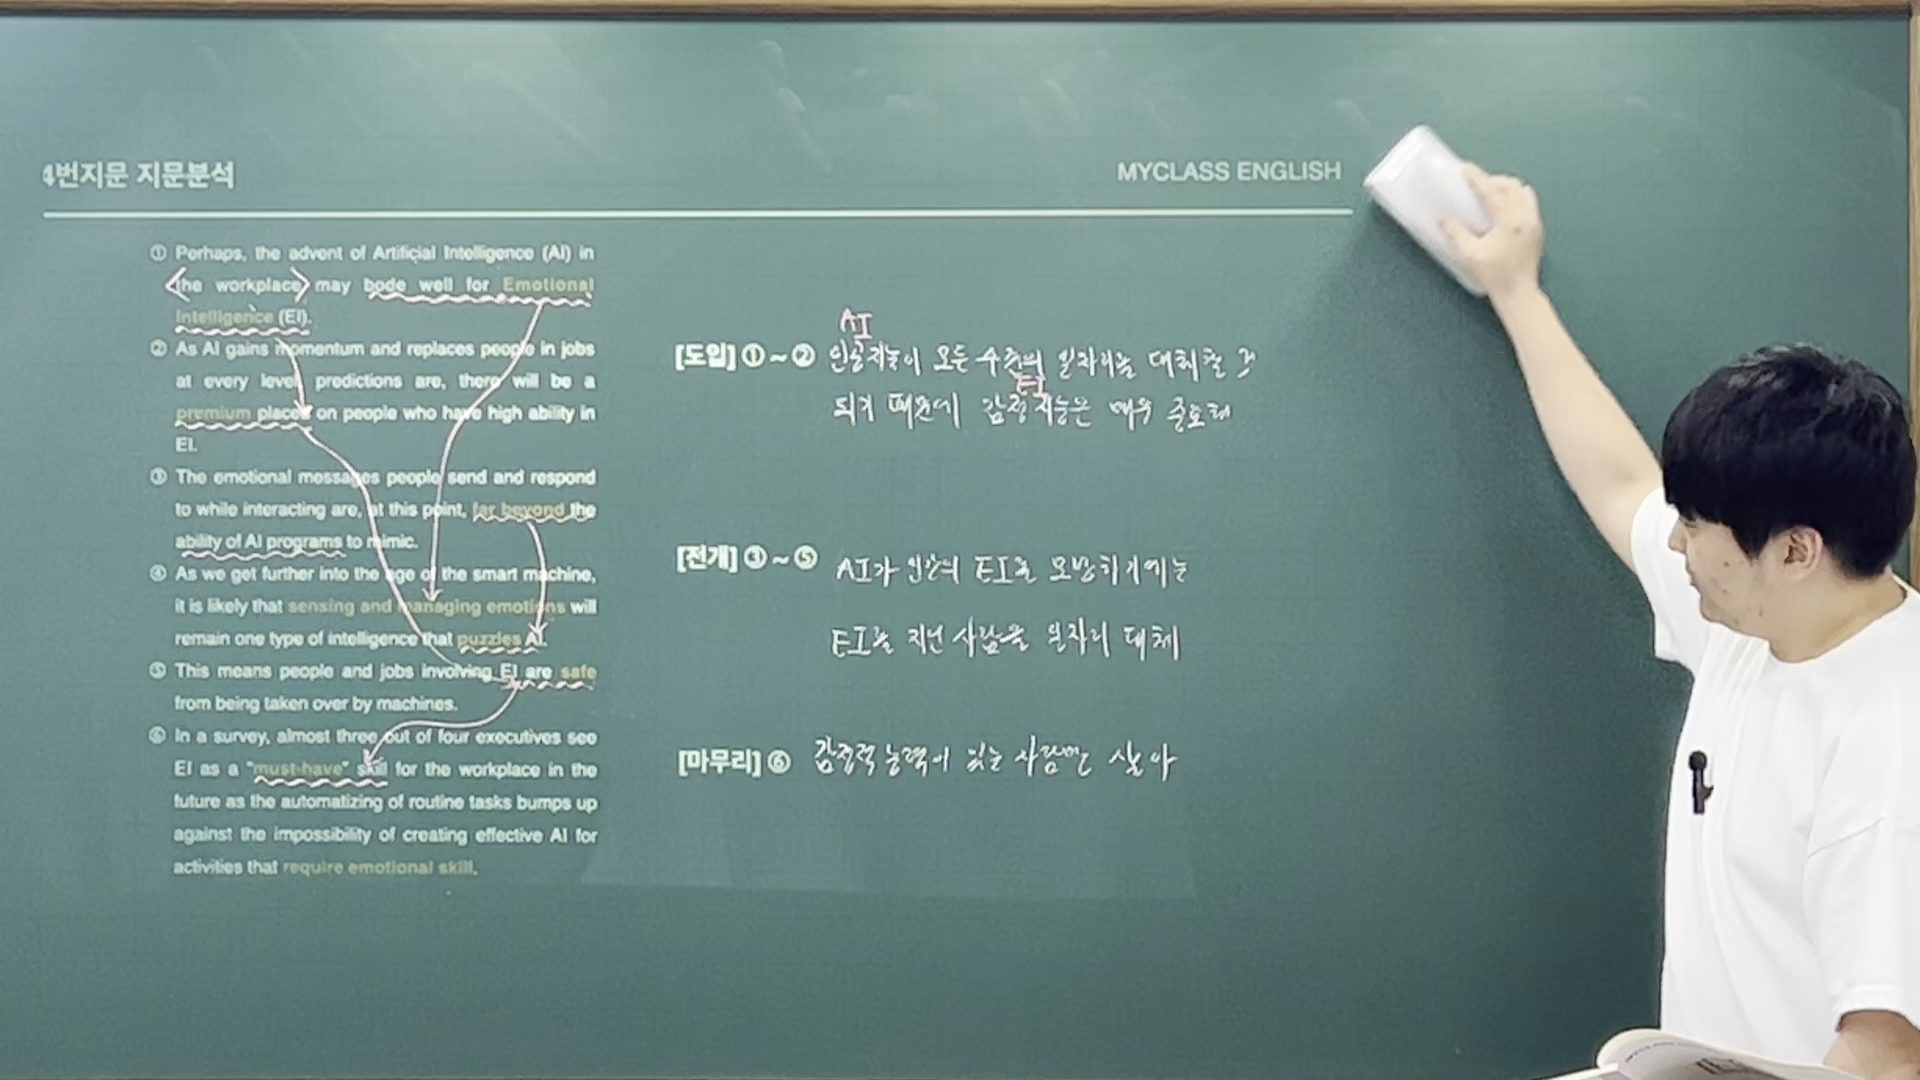 4번지문 지문분석
MYCLASS ENGLISH
① Perhaps, the advent of Artificial Intelligence (AI) in
the workplace may bode well for Emotional
Intelligence (EI).
② As AI gains momentum and replaces people in jobs
at every level, predictions are, there will be a
premium placed on people who have high ability in
EI.
③ The emotional messages people send and respond
to while interacting are, at this point, far beyond the
ability of AI programs to mimic.
④ As we get further into the age of the smart machine,
it is likely that sensing and managing emotions will
remain one type of intelligence that puzzles AI.
⑤ This means people and jobs involving EI are safe
from being taken over by machines.
⑥ In a survey, almost three out of four executives see
EI as a "must-have" skill for the workplace in the
future as the automatizing of routine tasks bumps up
against the impossibility of creating effective AI for
activities that require emotional skill.
AI
[도입] ①~② 인공지능이 모든 수준의 일자리를 대체할
EI
되기 때문에 감정지능은 매우 중요해
[전개] ③~⑤ AI가 인간의 EI를 모방하기에는
EI를 지닌 사람을 일자리 대체
[마무리] ⑥ 감정적 능력이 있는 사람만 살아